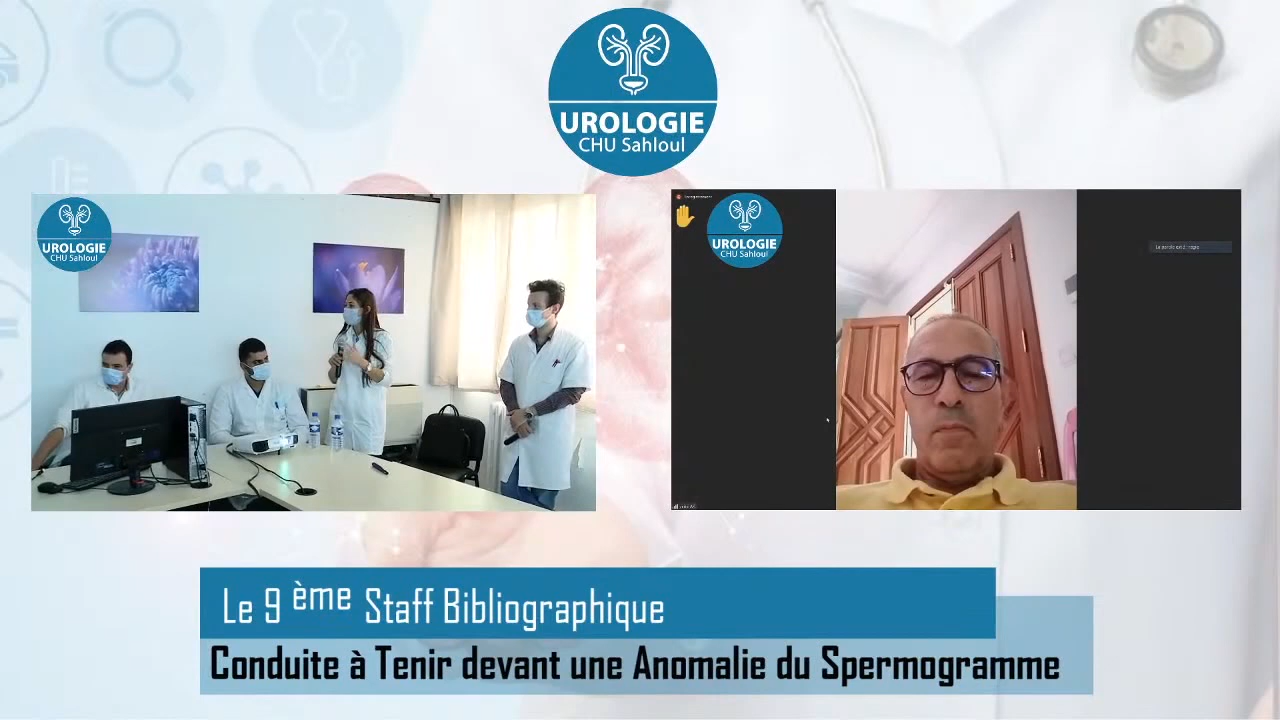 UROLOGIE
CHU Sahloul
UROLOGIE
CHU Sahloul
UROLOGIE
CHU Sahloul
Le 9 ème Staff Bibliographique
Conduite à Tenir devant une Anomalie du Spermogramme